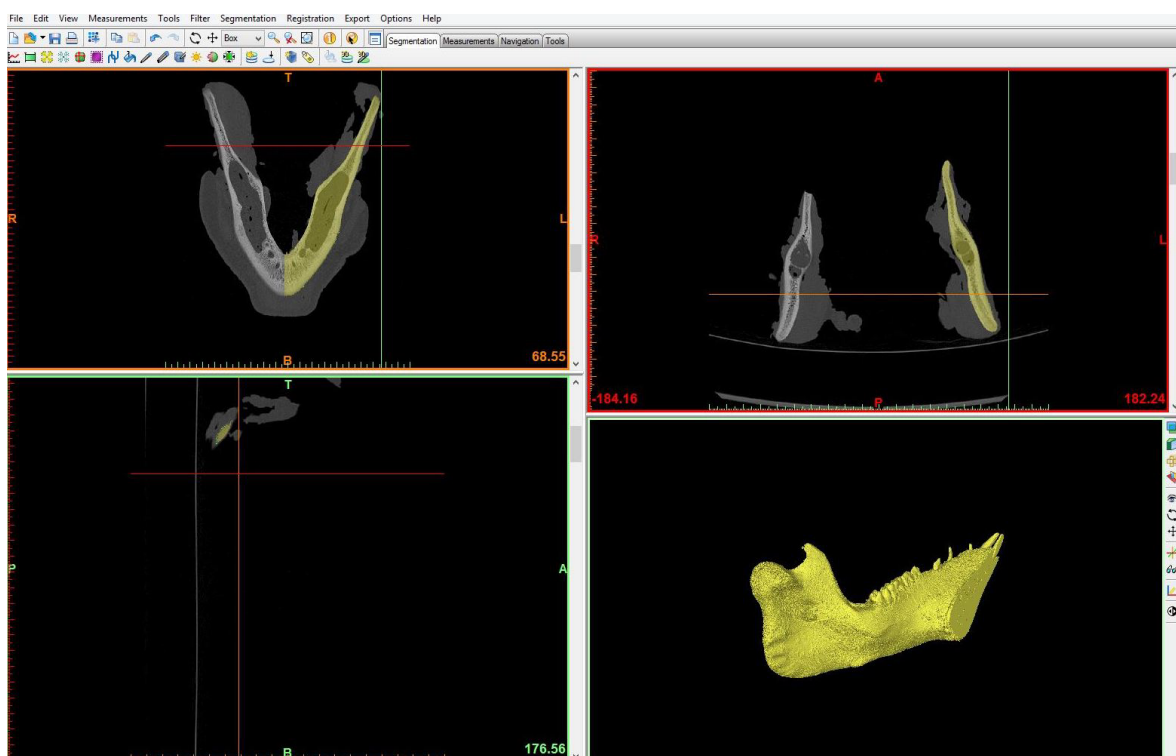 File Edit View Measurements Tools Filter Segmentation Registration Export Options Help
Box
Segmentation Measurements Navigation Tools
T
R
L
B
68.55
A
R
L
-184.16
P
182.24
T
P
A
B
176.56